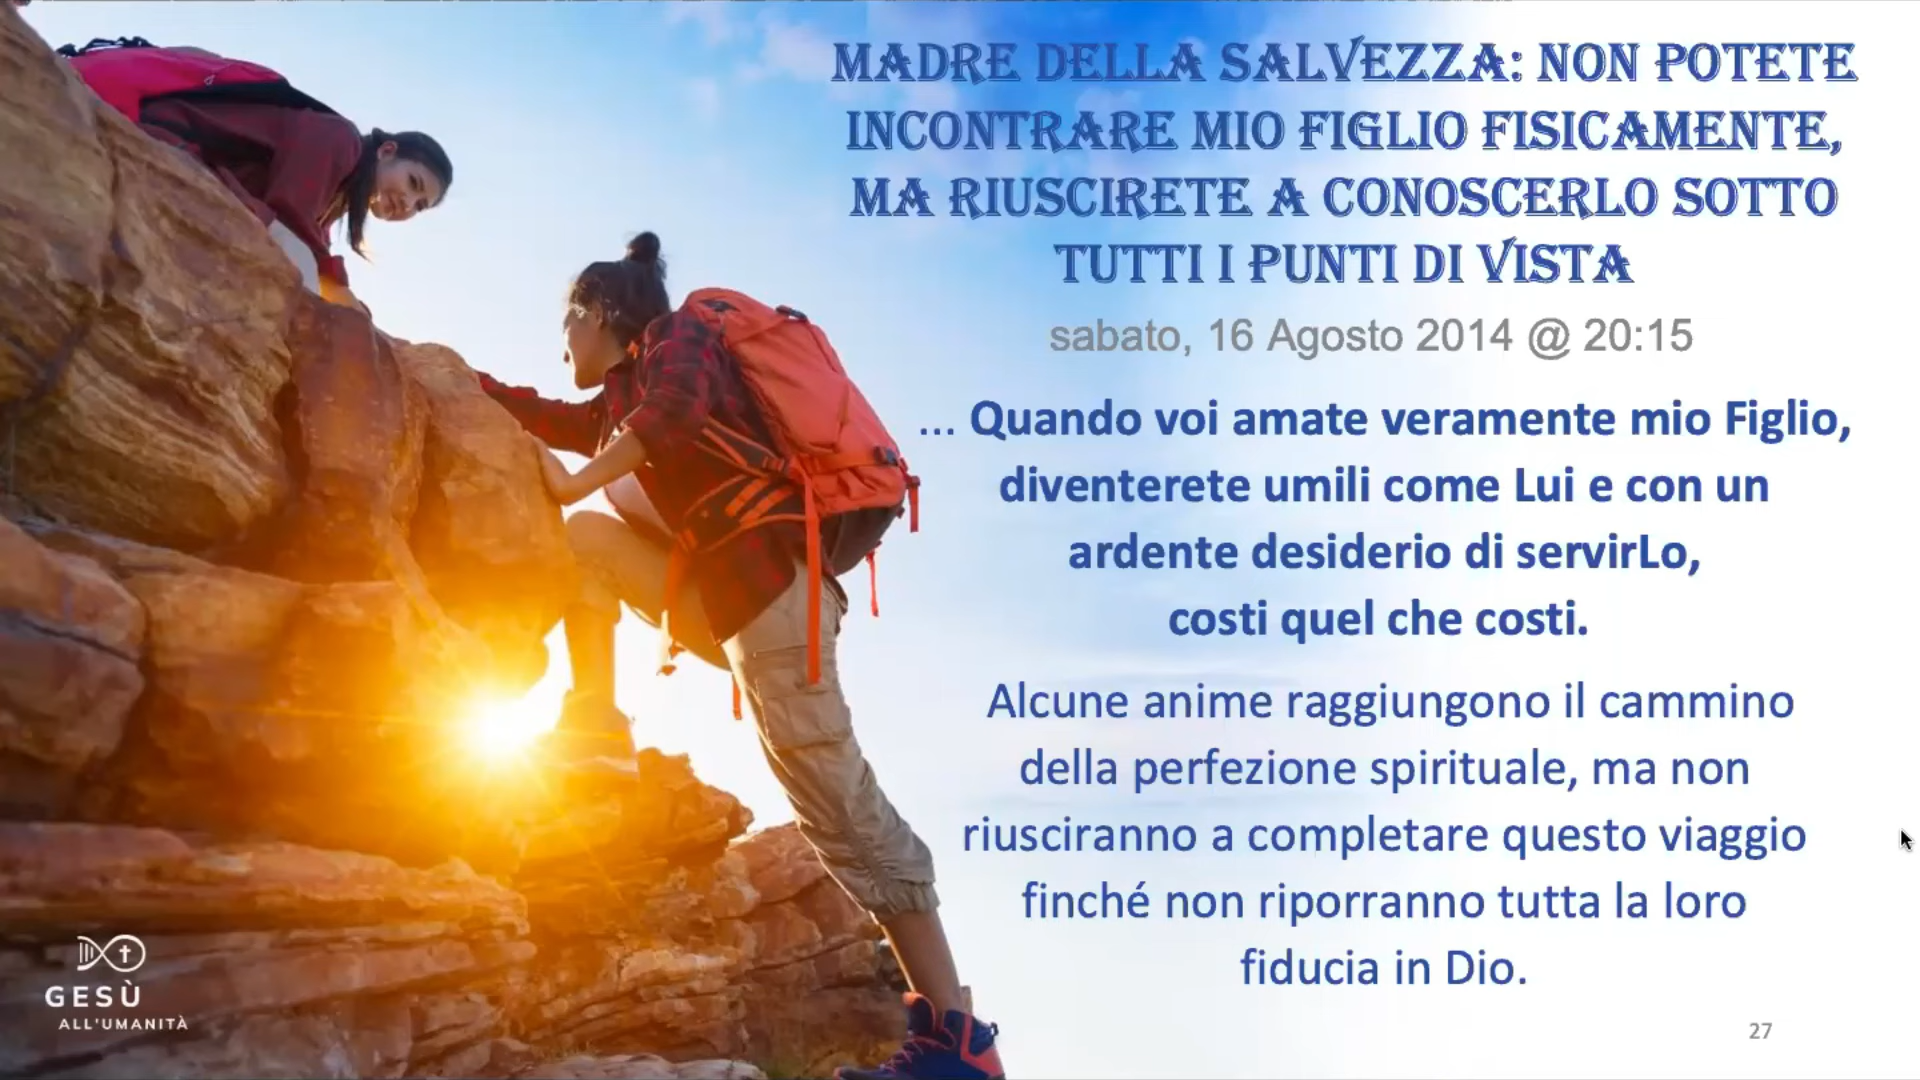 MADRE DELLA SALVEZZA: NON POTETE
INCONTRARE MIO FIGLIO FISICAMENTE,
MA RIUSCIRETE A CONOSCERLO SOTTO
TUTTI I PUNTI DI VISTA
sabato, 16 Agosto 2014 @ 20:15
... Quando voi amate veramente mio Figlio,
diventerete umili come Lui e con un
ardente desiderio di servirLo,
costi quel che costi.
Alcune anime raggiungono il cammino
della perfezione spirituale, ma non
riusciranno a completare questo viaggio
finché non riporranno tutta la loro
fiducia in Dio.
GESÙ
ALL'UMANITÀ
27